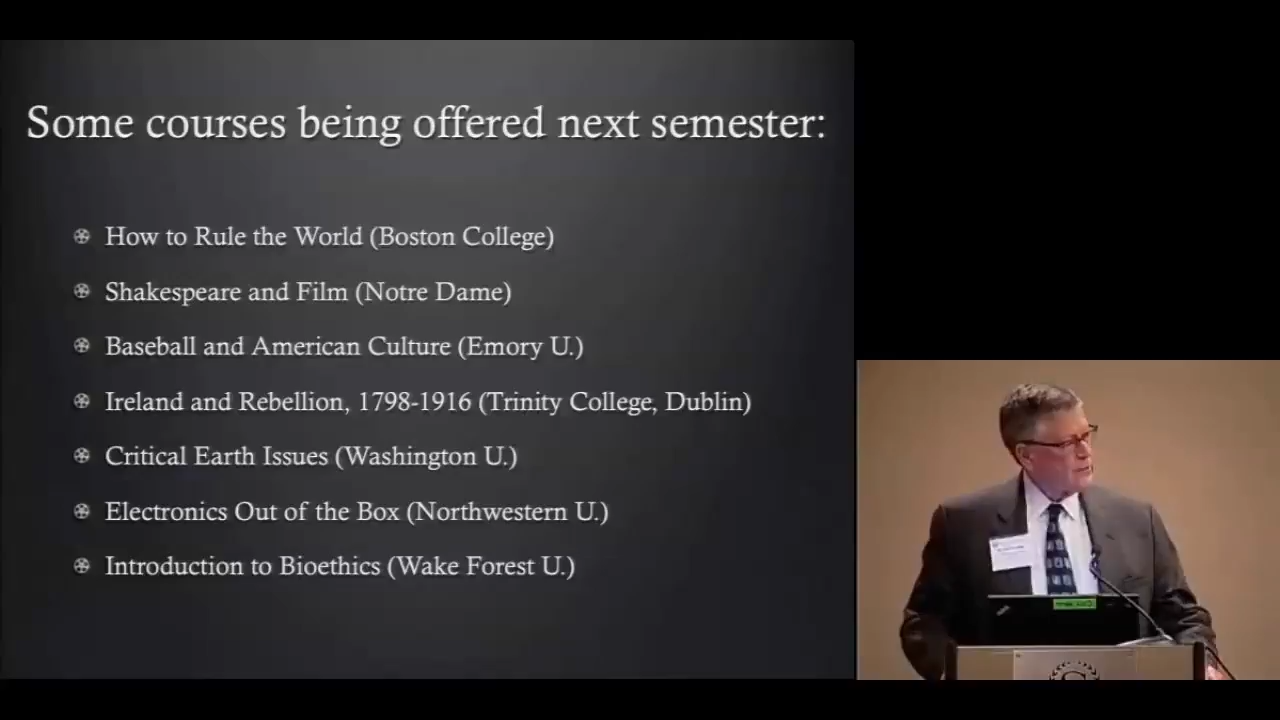 Some courses being offered next semester:
How to Rule the World (Boston College)
Shakespeare and Film (Notre Dame)
Baseball and American Culture (Emory U.)
Ireland and Rebellion, 1798-1916 (Trinity College, Dublin)
Critical Earth Issues (Washington U.)
Electronics Out of the Box (Northwestern U.)
Introduction to Bioethics (Wake Forest U.)